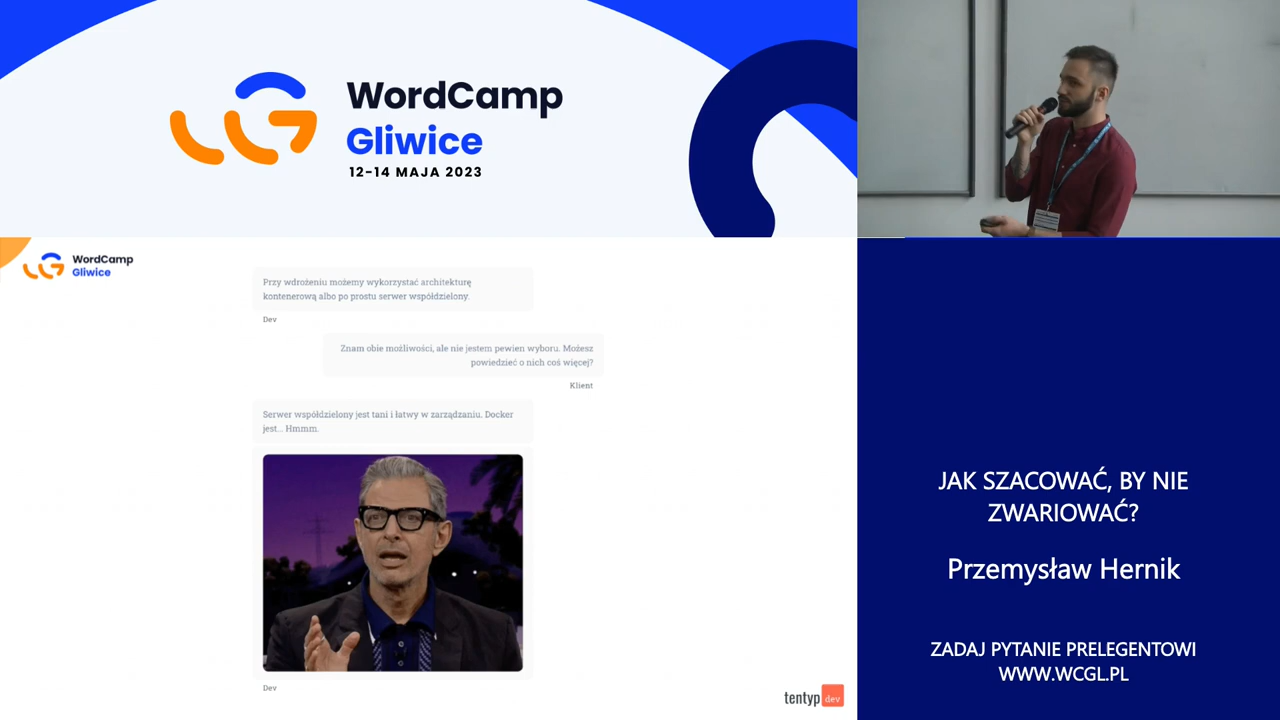 WordCamp
Gliwice
12-14 MAJA 2023
WordCamp
Gliwice
Przy wdrożeniu możemy wykorzystać architekturę
kontenerową albo po prostu serwer współdzielony.
Dev
Znam obie możliwości, ale nie jestem pewien wyboru. Możesz
powiedzieć o nich coś więcej?
Klient
Serwer współdzielony jest tani i łatwy w zarządzaniu. Docker
jest... Hmmm.
Dev
tentyp dev
JAK SZACOWAĆ, BY NIE
ZWARIOWAĆ?
Przemysław Hernik
ZADAJ PYTANIE PRELEGENTOWI
WWW.WCGL.PL